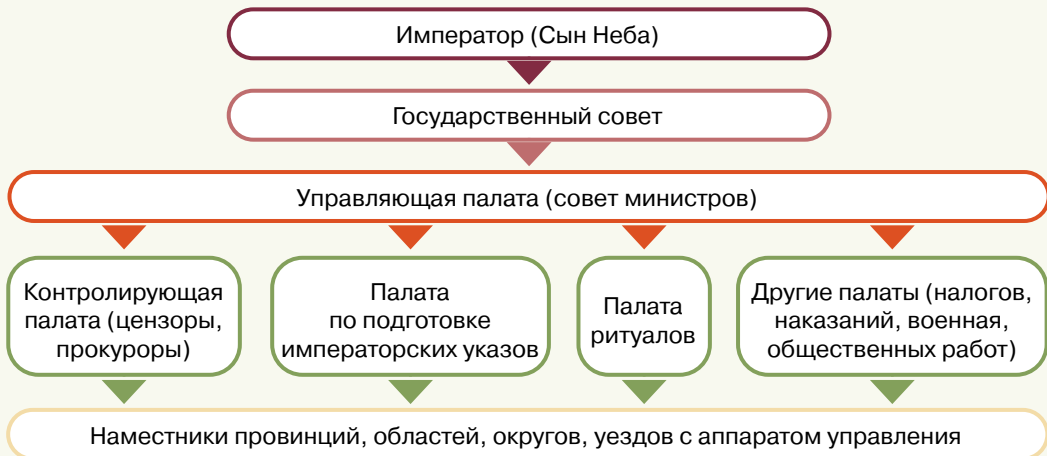 Император (Сын Неба)
Государственный совет
Управляющая палата (совет министров)
Контролирующая
палата (цензоры,
прокуроры)
Палата
по подготовке
императорских указов
Палата
ритуалов
Другие палаты (налогов,
наказаний, военная,
общественных работ)
Наместники провинций, областей, округов, уездов с аппаратом управления